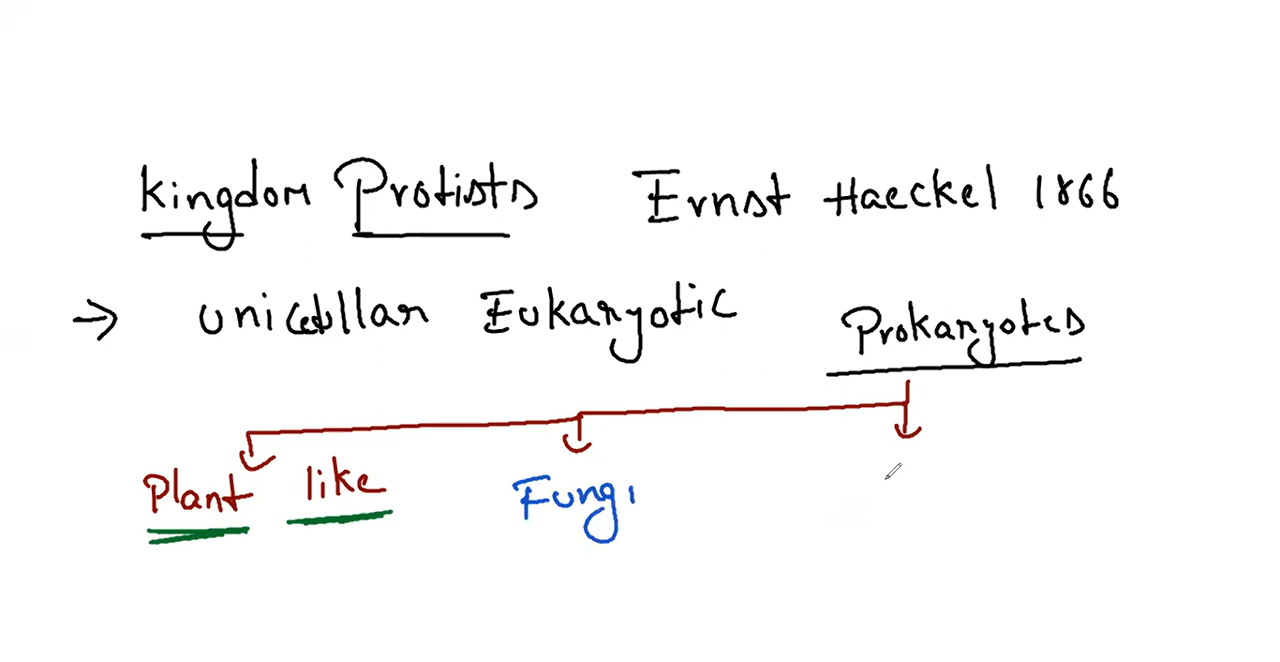 Kingdom Protists Ernst Haeckel 1866
→ unicellular Eukaryotic Prokaryotes
Plant like Fungi